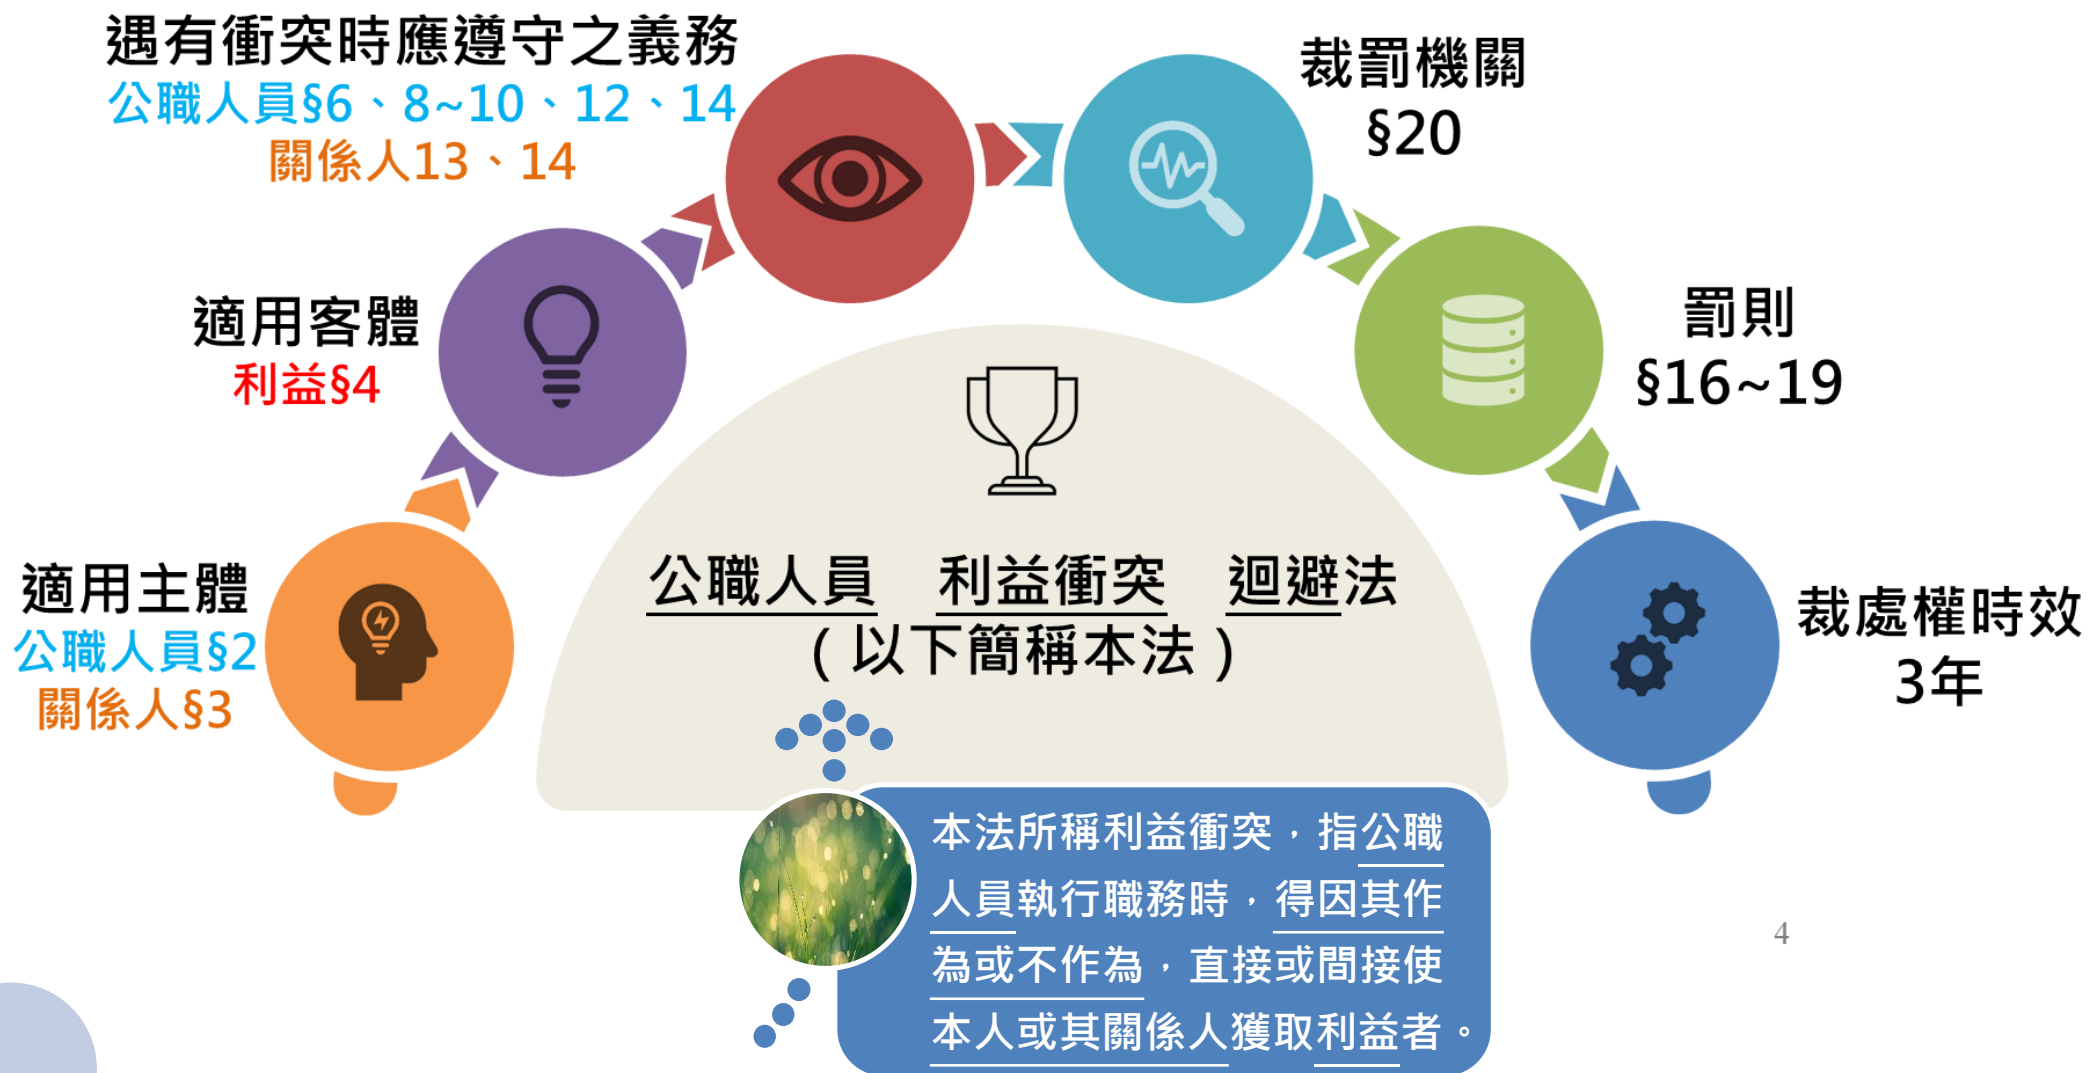 遇有衝突時應遵守之義務
公職人員§6、8~10、12、14
關係人13、14
裁罰機關
§20
適用客體
利益§4
罰則
§16~19
適用主體
公職人員§2
關係人§3
公職人員 利益衝突 迴避法
(以下簡稱本法)
裁處權時效
3年
本法所稱利益衝突，指公職
人員執行職務時，得因其作
為或不作為，直接或間接使
本人或其關係人獲取利益者。
4